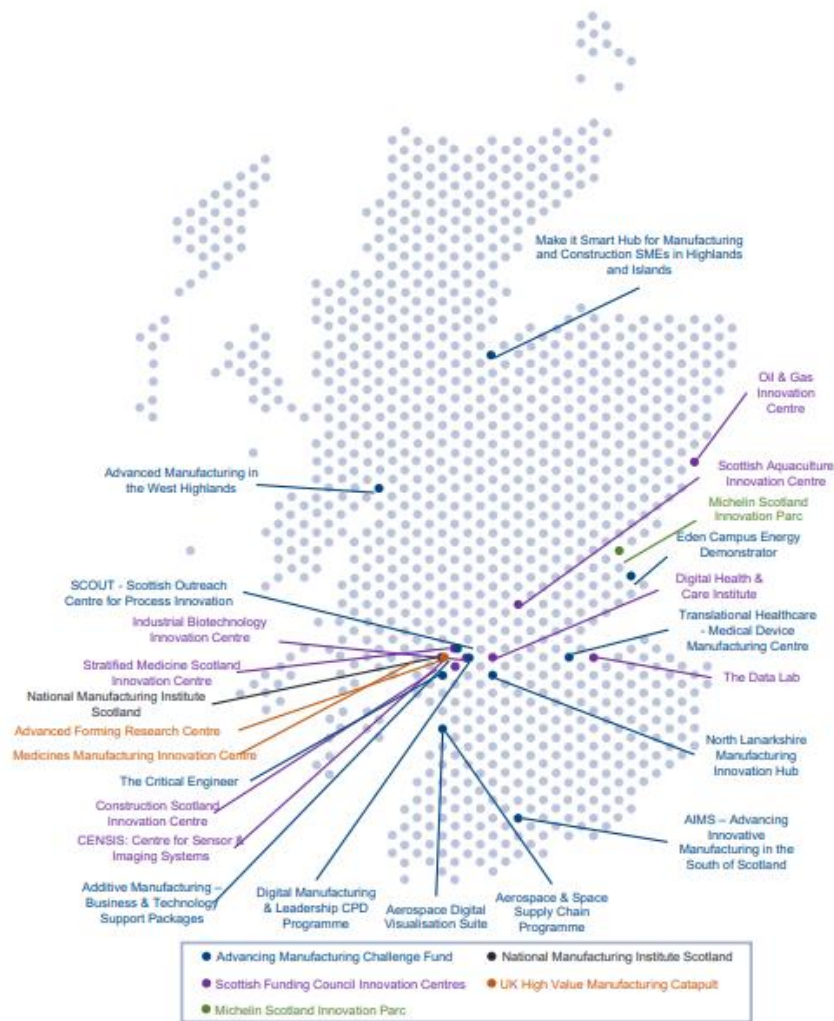 Make it Smart Hub for Manufacturing
and Construction SMEs in Highlands
and Islands
Oil & Gas
Innovation
Centre
Scottish Aquaculture
Innovation Centre
Advanced Manufacturing in
the West Highlands
Michelin Scotland
Innovation Parc
Eden Campus Energy
Demonstrator
SCOUT - Scottish Outreach
Centre for Process Innovation
Digital Health &
Care Institute
Industrial Biotechnology
Innovation Centre
Translational Healthcare
- Medical Device
Manufacturing Centre
Stratified Medicine Scotland
Innovation Centre
The Data Lab
National Manufacturing Institute
Scotland
Advanced Forming Research Centre
Medicines Manufacturing Innovation Centre
North Lanarkshire
Manufacturing
Innovation Hub
The Critical Engineer
Construction Scotland
Innovation Centre
CENSIS: Centre for Sensor &
Imaging Systems
AIMS – Advancing
Innovative
Manufacturing in the
South of Scotland
Additive Manufacturing –
Business & Technology
Support Packages
Digital Manufacturing
& Leadership CPD
Programme
Aerospace Digital
Visualisation Suite
Aerospace & Space
Supply Chain
Programme
Advancing Manufacturing Challenge Fund
National Manufacturing Institute Scotland
Scottish Funding Council Innovation Centres
UK High Value Manufacturing Catapult
Michelin Scotland Innovation Parc